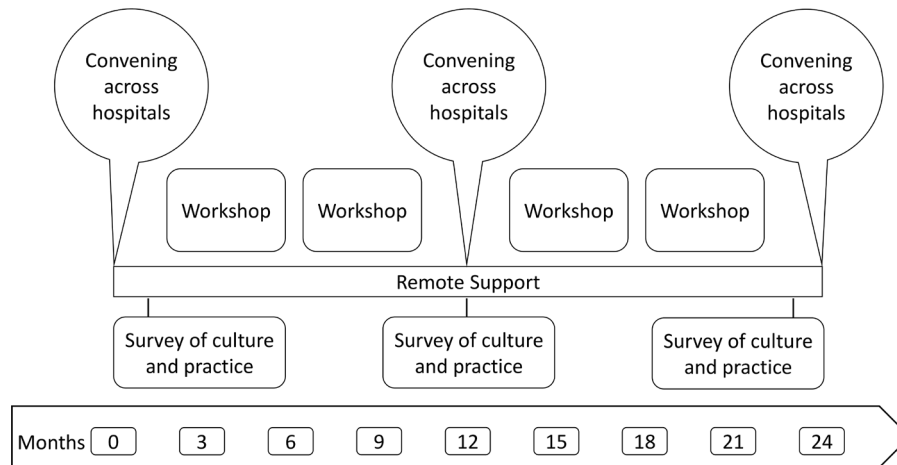 Convening
across
hospitals
Convening
across
hospitals
Convening
across
hospitals
Workshop
Workshop
Workshop
Workshop
Remote Support
Survey of culture
and practice
Survey of culture
and practice
Survey of culture
and practice
Months 0 3 6 9 12 15 18 21 24